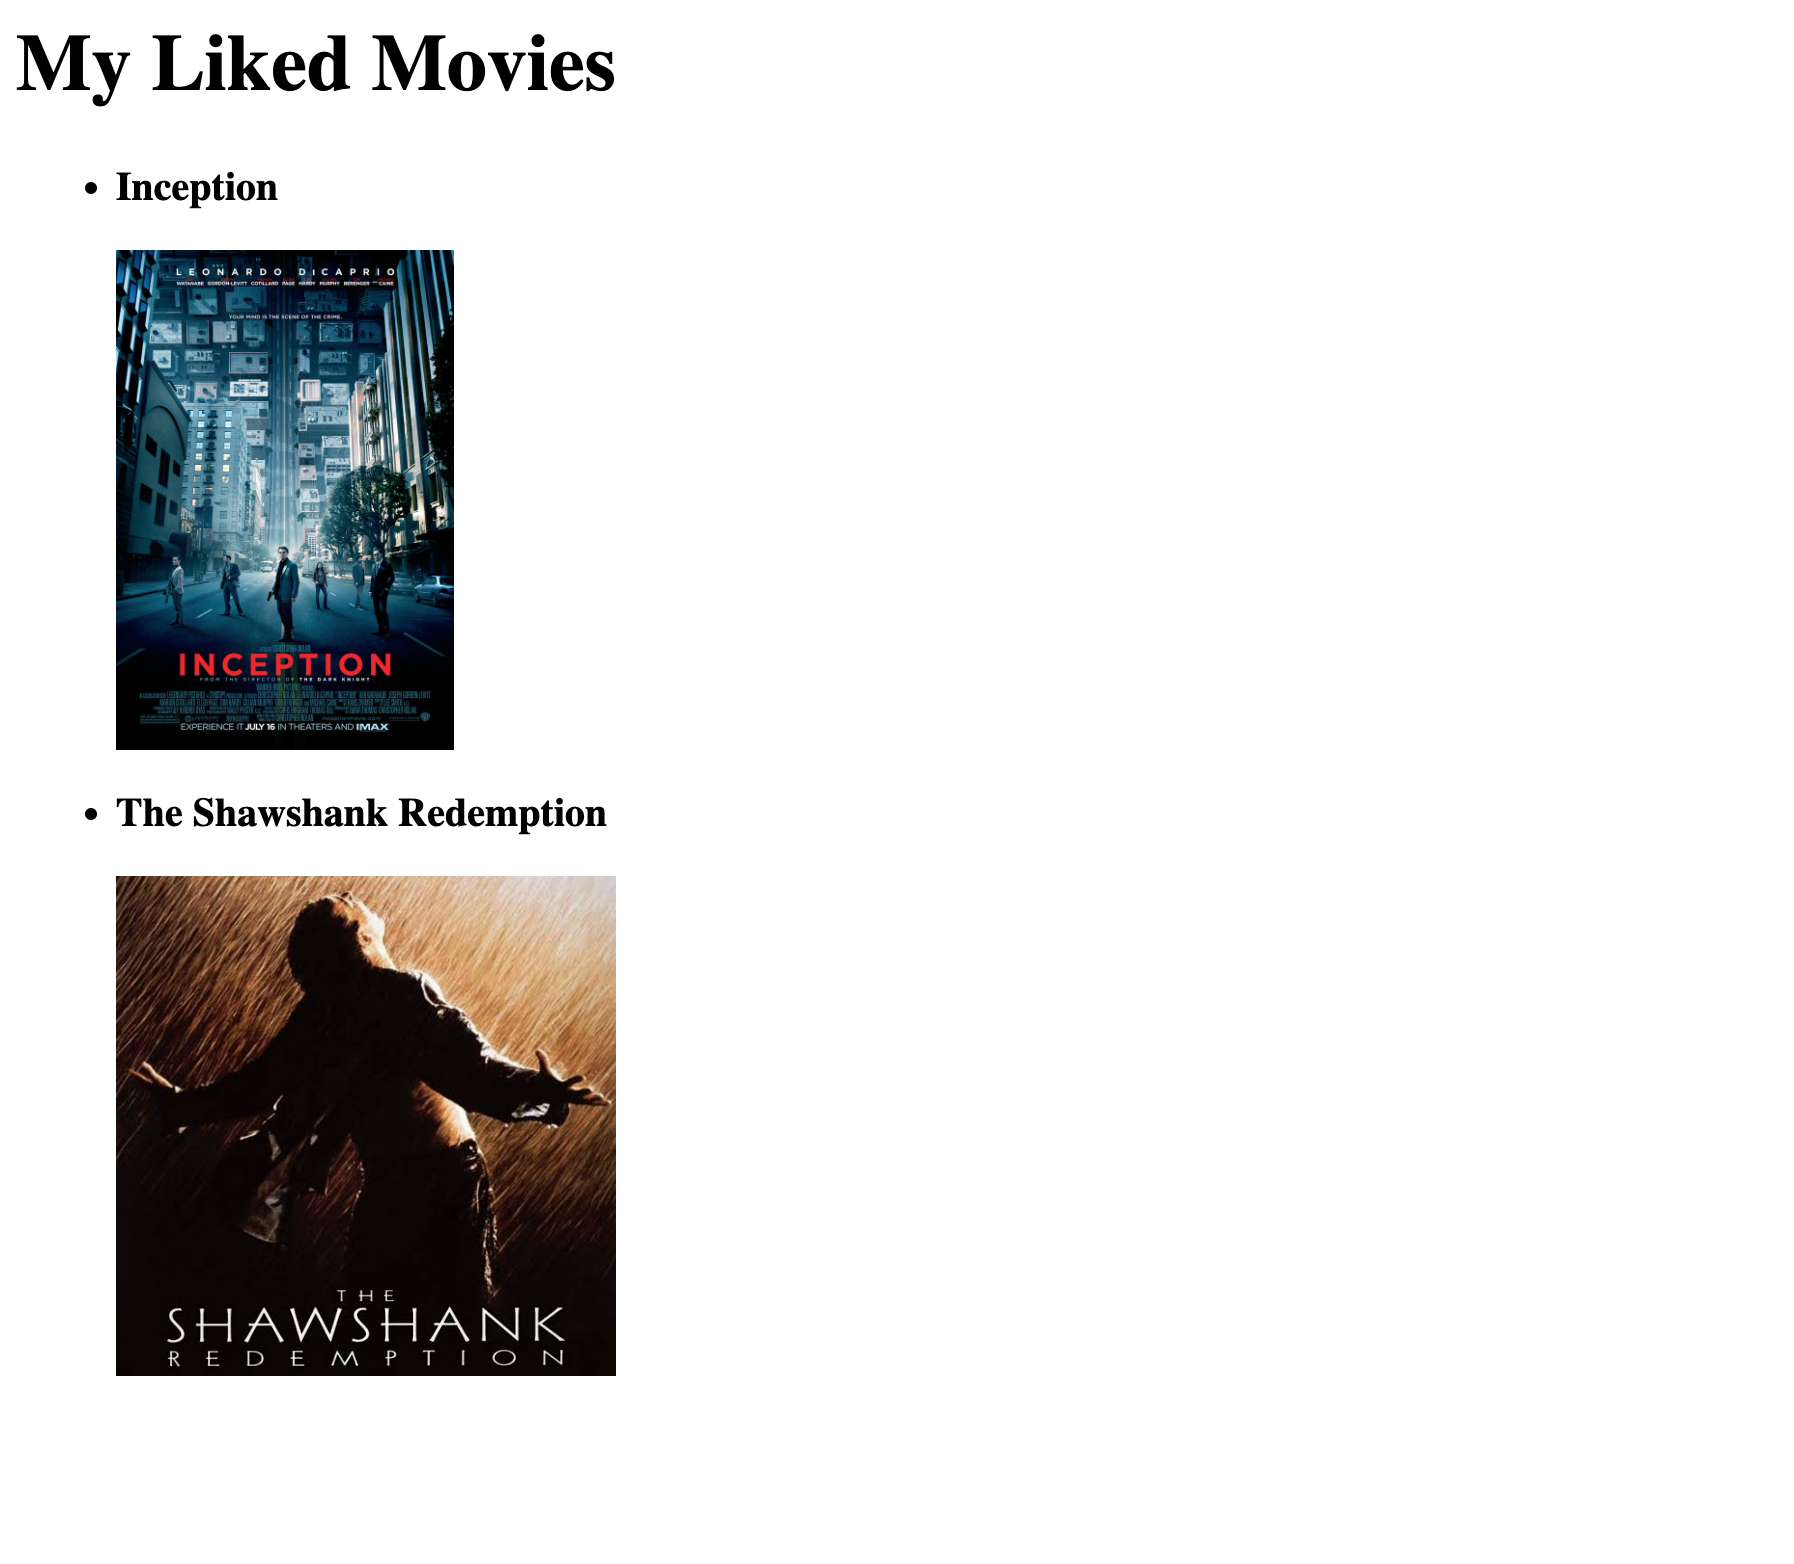 My Liked Movies
Inception
LEONARDO DiCAPRIO
WATANABE GORDON-LEVITT COTILLARD PAGE HARDY MURPHY BERENGER AND CAINE
YOUR MIND IS THE SCENE OF THE CRIME.
INCEPTION
FROM THE DIRECTOR OF THE DARK KNIGHT
EXPERIENCE IT JULY 16 IN THEATERS AND IMAX
The Shawshank Redemption
THE
SHAWSHANK
REDEMPTION